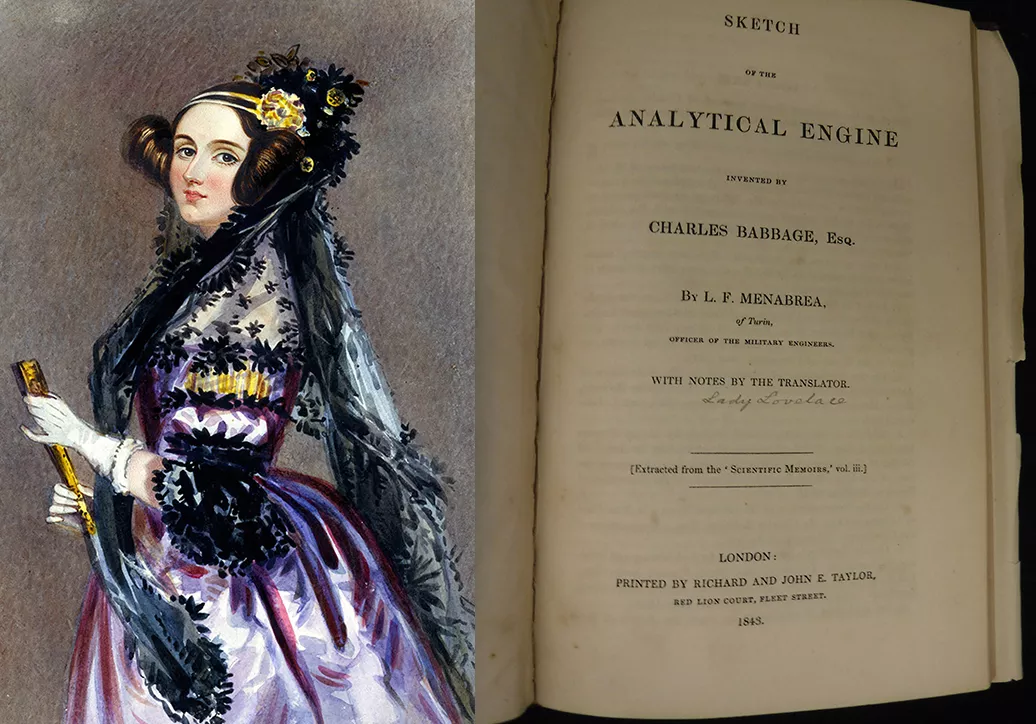 SKETCH
OF THE
ANALYTICAL ENGINE
INVENTED BY
CHARLES BABBAGE, Esq.
By L. F. MENABREA,
of Turin,
OFFICER OF THE MILITARY ENGINEERS.
WITH NOTES BY THE TRANSLATOR.
Lady Lovelace
[Extracted from the ‘Scientific Memoirs,’ vol. iii.]
LONDON:
PRINTED BY RICHARD AND JOHN E. TAYLOR,
RED LION COURT, FLEET STREET.
1843.